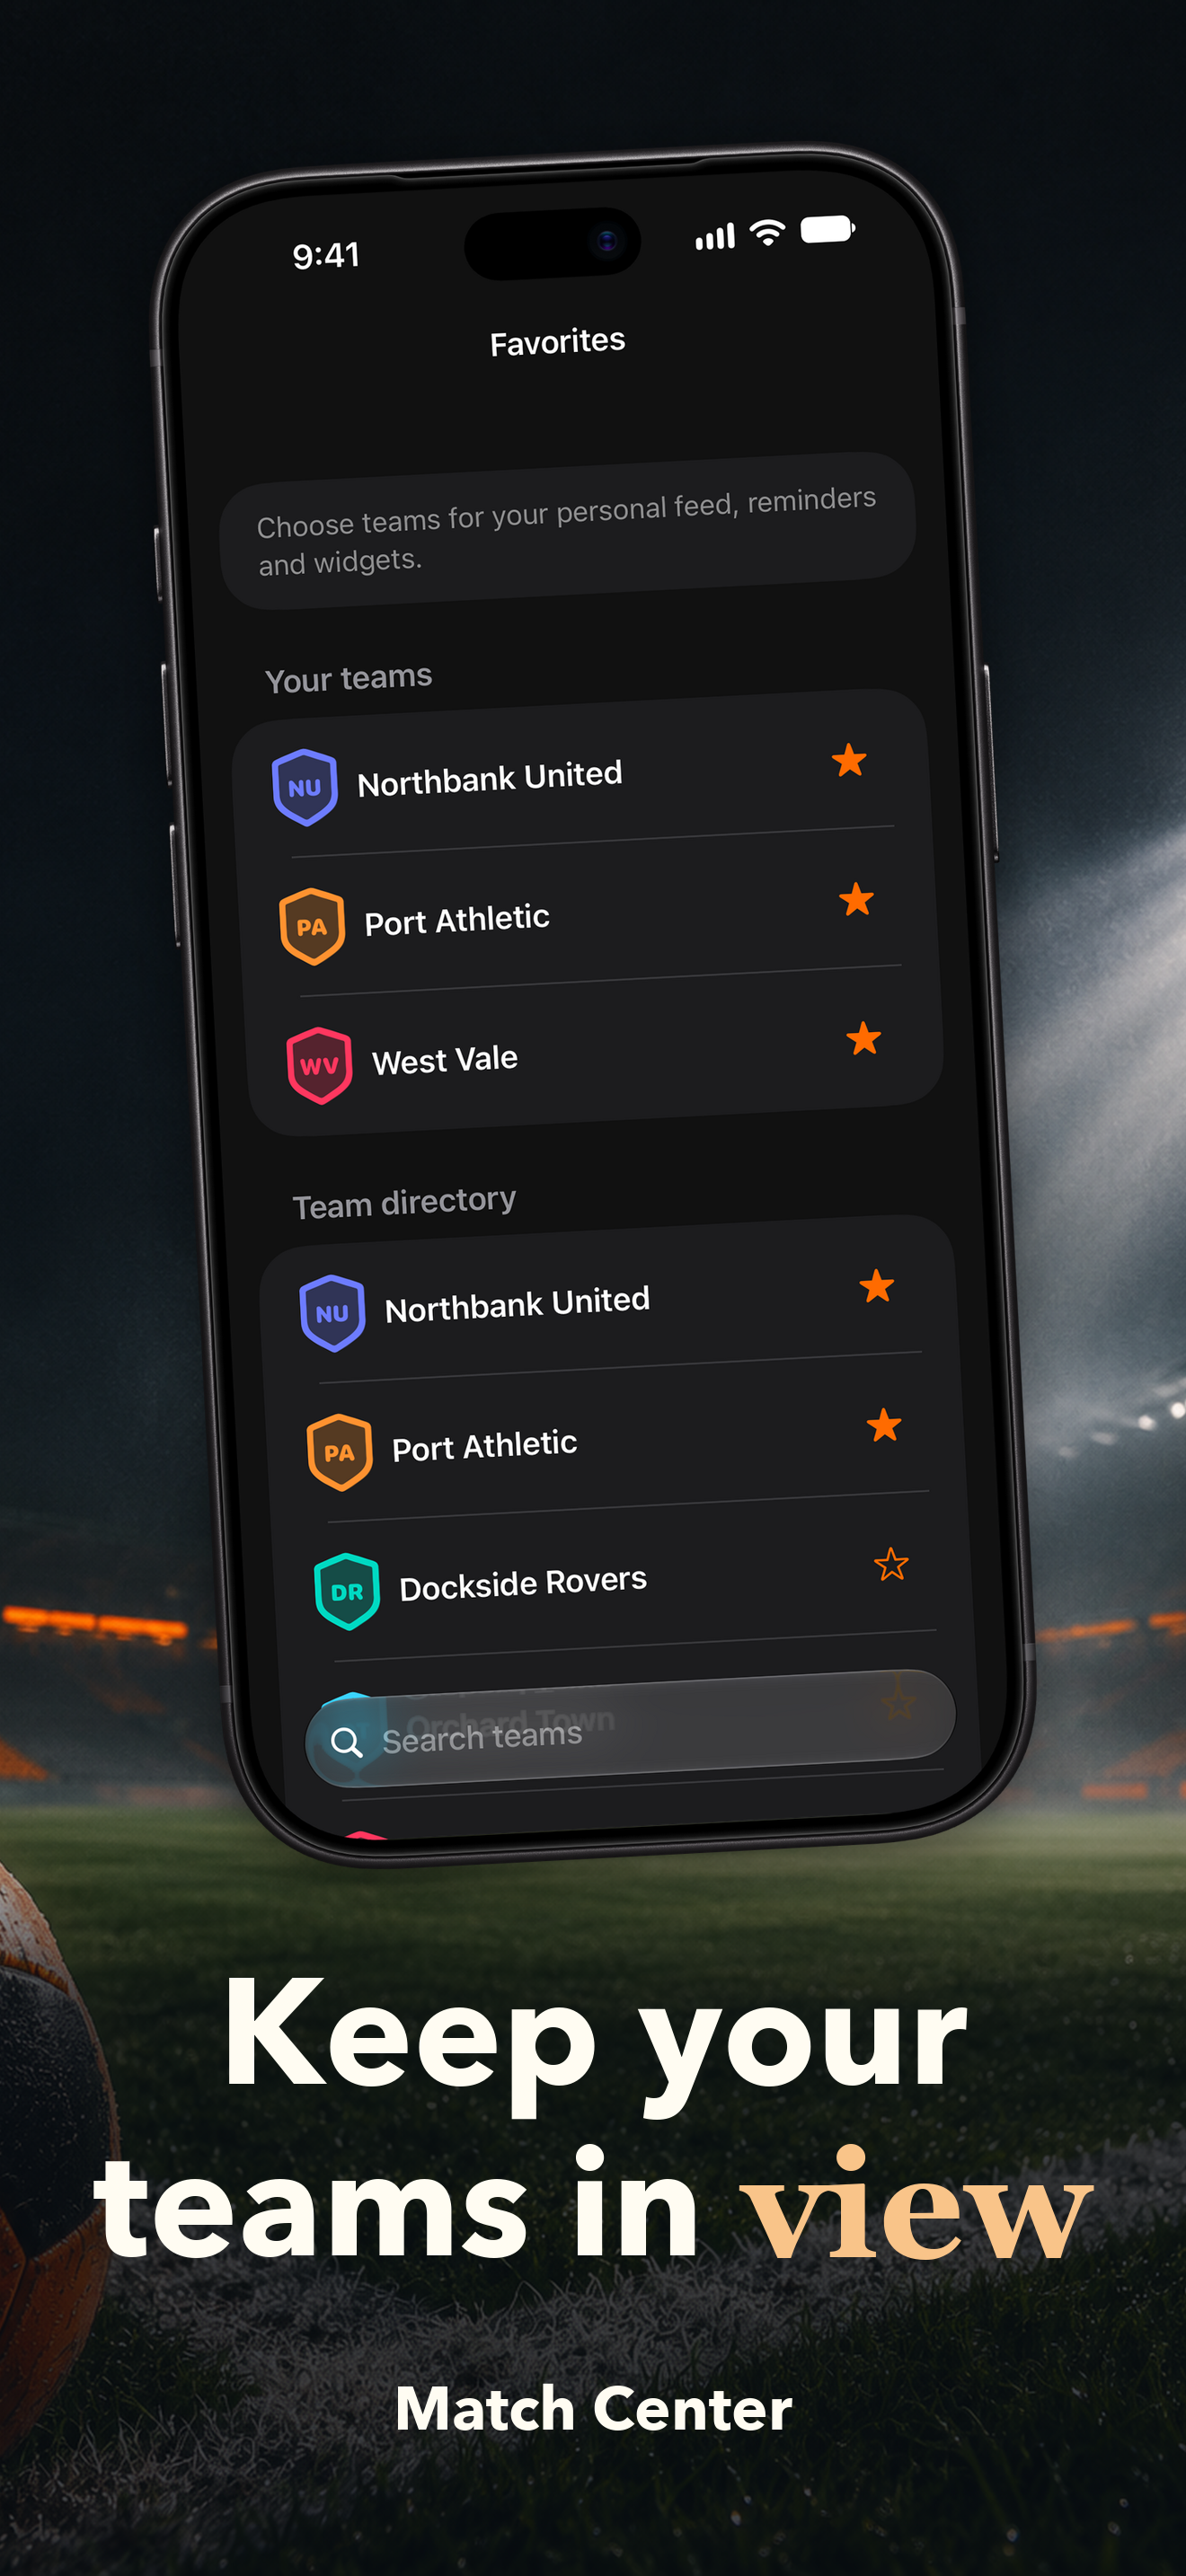 9:41
Favorites
Choose teams for your personal feed, reminders
and widgets.
Your teams
NU Northbank United
PA Port Athletic
WV West Vale
Team directory
NU Northbank United
PA Port Athletic
DR Dockside Rovers
Orchard Town
Search teams
Keep your
teams in view
Match Center